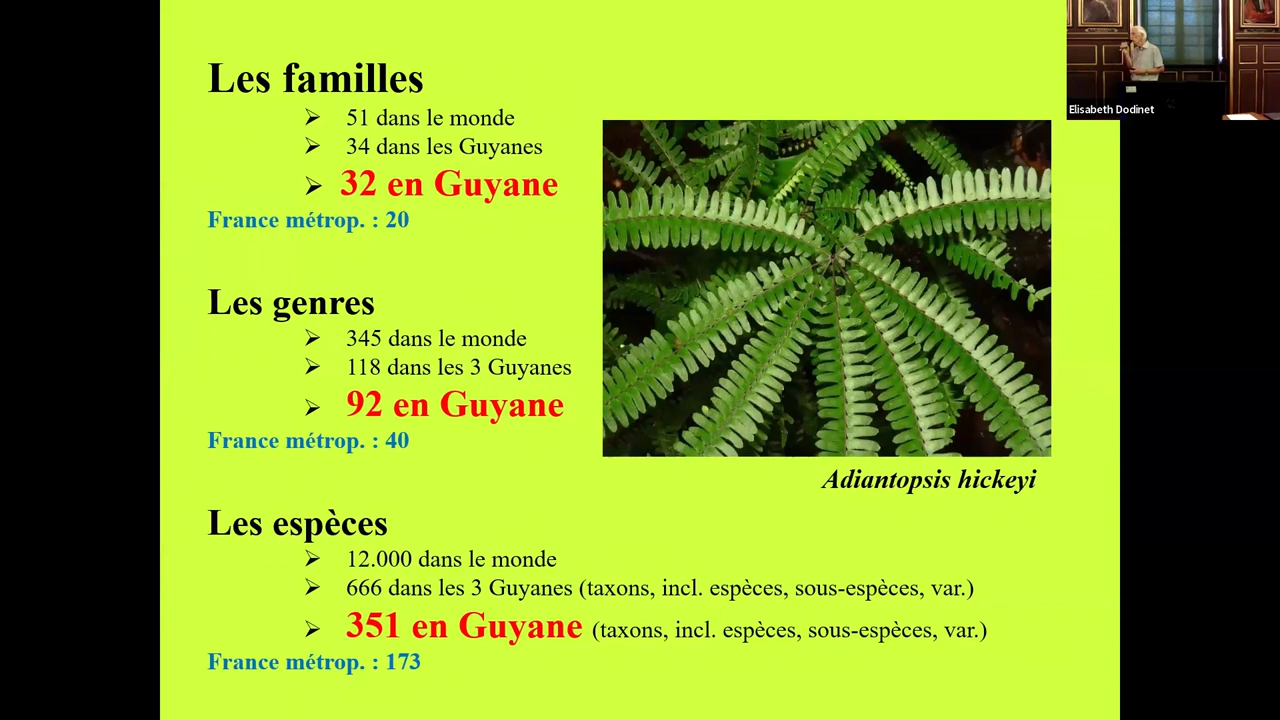 Les familles
➢ 51 dans le monde
➢ 34 dans les Guyanes
➢ 32 en Guyane
France métrop. : 20
Les genres
➢ 345 dans le monde
➢ 118 dans les 3 Guyanes
➢ 92 en Guyane
France métrop. : 40
Adiantopsis hickeyi
Les espèces
➢ 12.000 dans le monde
➢ 666 dans les 3 Guyanes (taxons, incl. espèces, sous-espèces, var.)
➢ 351 en Guyane (taxons, incl. espèces, sous-espèces, var.)
France métrop. : 173
Elisabeth Dodinet